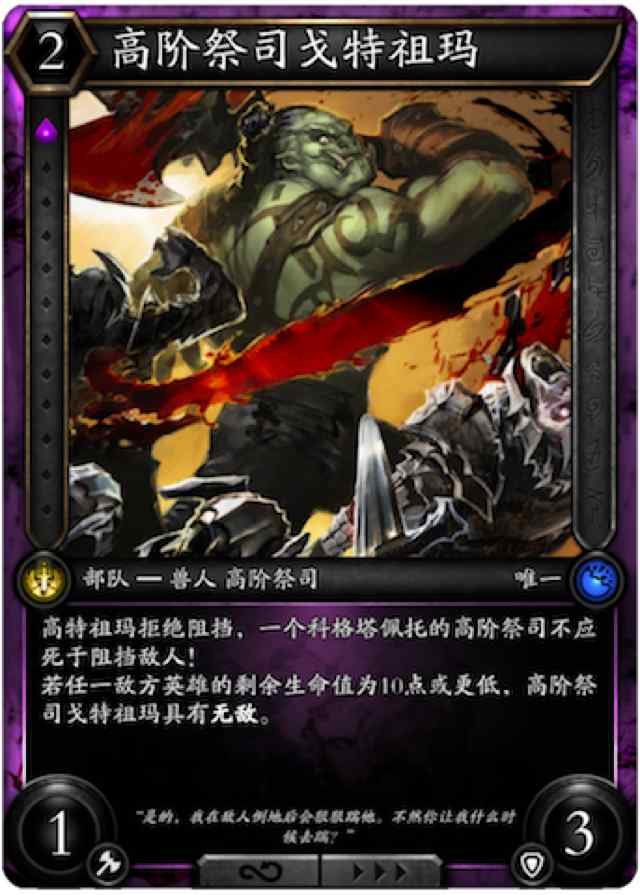 2
高阶祭司戈特祖玛
部队 — 兽人 高阶祭司 唯一
高特祖玛拒绝阻挡，一个科格塔佩托的高阶祭司不应
死于阻挡敌人！
若任一敌方英雄的剩余生命值为10点或更低，高阶祭
司戈特祖玛具有无敌。
"是的，我在敌人倒地后会狠狠踹他。不然你让我什么时
候去踹？"
1
3